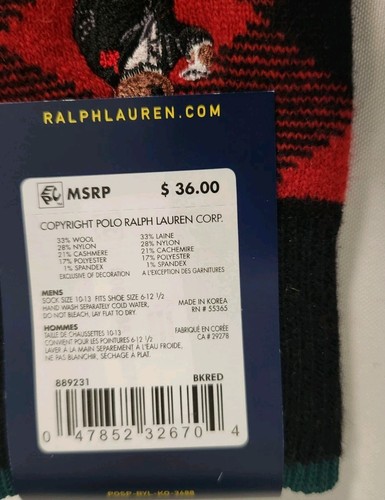 RALPHLAUREN.COM
MSRP $ 36.00
COPYRIGHT POLO RALPH LAUREN CORP.
33% WOOL 33% LAINE
28% NYLON 28% NYLON
21% CASHMERE 21% CACHEMIRE
17% POLYESTER 17% POLYESTER
1% SPANDEX 1% SPANDEX
EXCLUSIVE OF DECORATION A L'EXCEPTION DES GARNITURES
MENS
SOCK SIZE 10-13 FITS SHOE SIZE 6-12 1/2 MADE IN KOREA
HAND WASH SEPARATELY COLD WATER, RN # 55365
DO NOT BLEACH, LAY FLAT TO DRY
HOMMES FABRIQUÉ EN CORÉE
TAILLE DE CHAUSSETTES 10-13 CA # 29278
CONVIENT POUR LES POINTURES 6-12 1/2
LAVER À LA MAIN SEPAREMENT A L'EAU FROIDE,
NE PAS BLANCHIR, SÉCHAGE À PLAT.
889231 BKRED
0 47852 32670 4